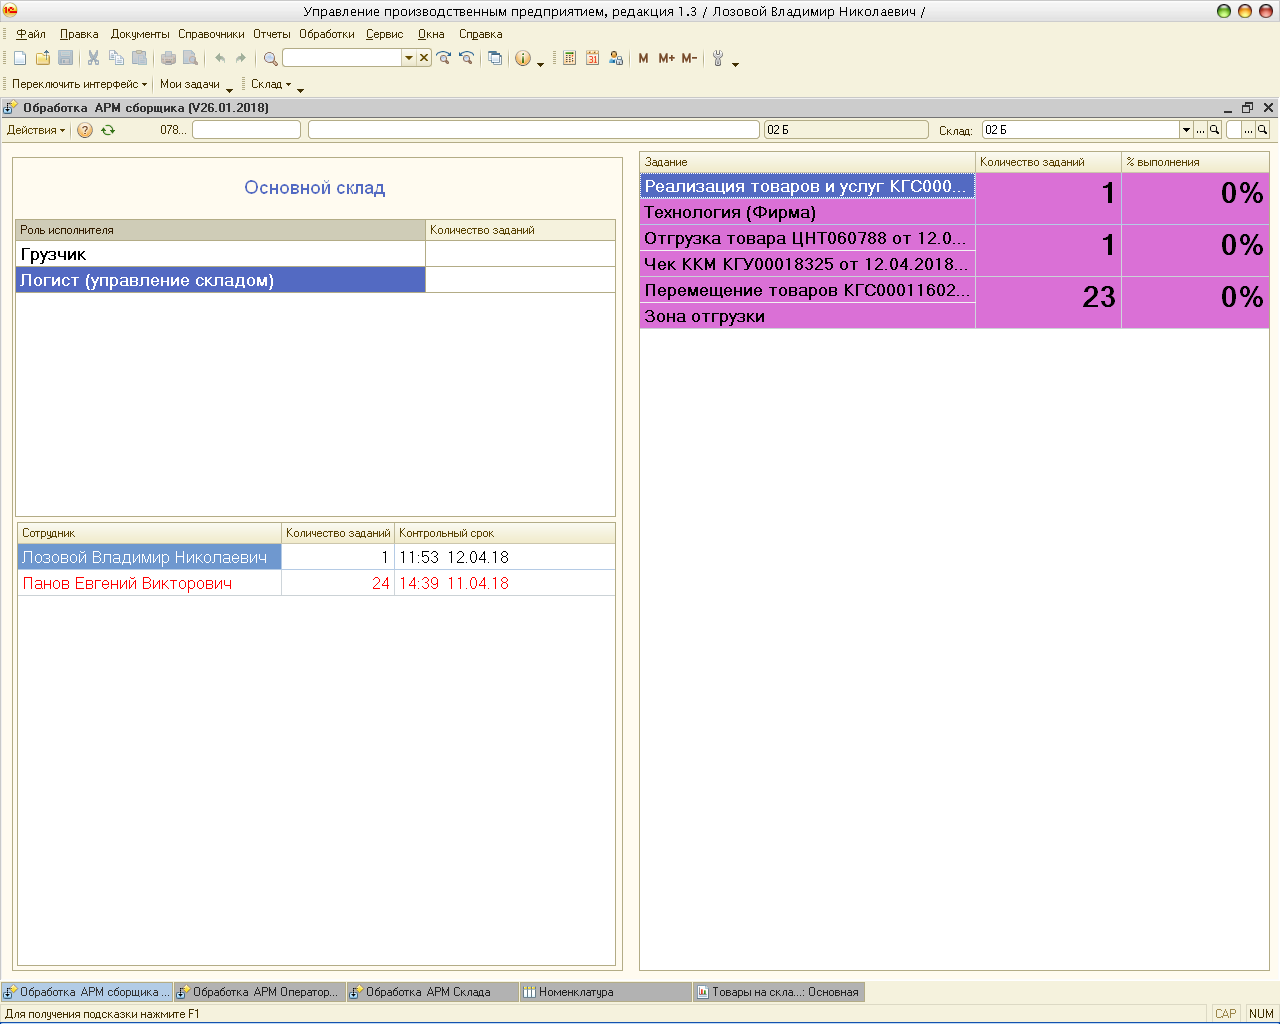 Управление производственным предприятием, редакция 1.3 / Лозовой Владимир Николаевич /
Файл Правка Документы Справочники Отчеты Обработки Сервис Окна Справка
31 M M+ M-
Переключить интерфейс Мои задачи Склад
Обработка АРМ сборщика (V26.01.2018)
Действия ? 078... 02 Б Склад: 02 Б ... ...
Основной склад
Роль исполнителя Количество заданий
Грузчик
Логист (управление складом)
Сотрудник Количество заданий Контрольный срок
Лозовой Владимир Николаевич 1 11:53 12.04.18
Панов Евгений Викторович 24 14:39 11.04.18
Задание Количество заданий % выполнения
Реализация товаров и услуг КГС000... 1 0%
Технология (Фирма)
Отгрузка товара ЦНТ060788 от 12.0... 1 0%
Чек ККМ КГУ00018325 от 12.04.2018...
Перемещение товаров КГС00011602... 23 0%
Зона отгрузки
Обработка АРМ сборщика ... Обработка АРМ Оператор... Обработка АРМ Склада Номенклатура Товары на скла...: Основная
Для получения подсказки нажмите F1 CAP NUM